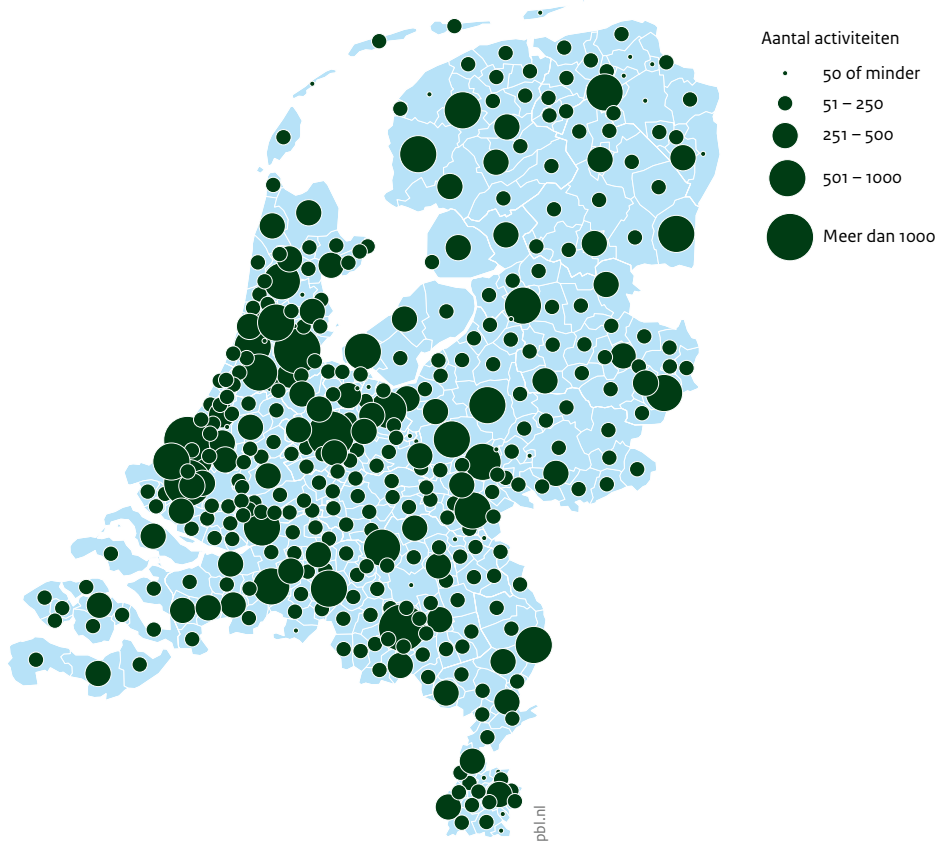 Aantal activiteiten
50 of minder
51 – 250
251 – 500
501 – 1000
Meer dan 1000
pbl.nl